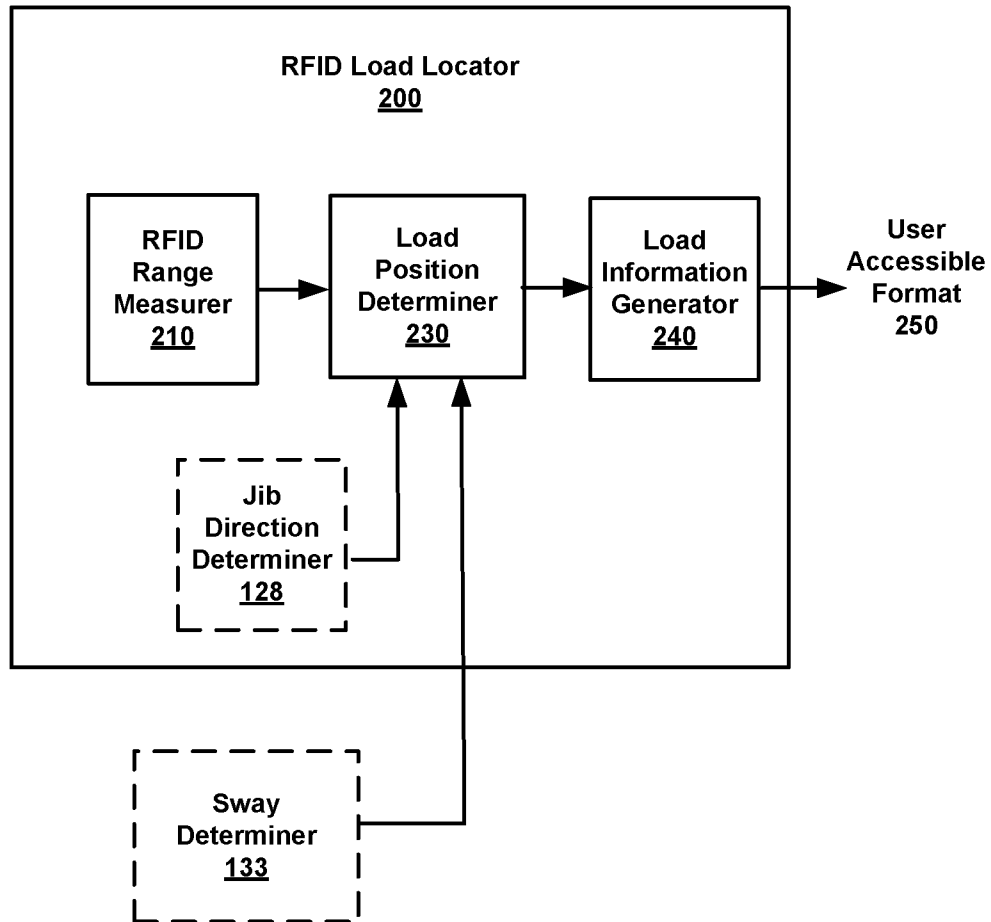 RFID Load Locator
200
RFID
Range
Measurer
210
Load
Position
Determiner
230
Load
Information
Generator
240
User
Accessible
Format
250
Jib
Direction
Determiner
128
Sway
Determiner
133